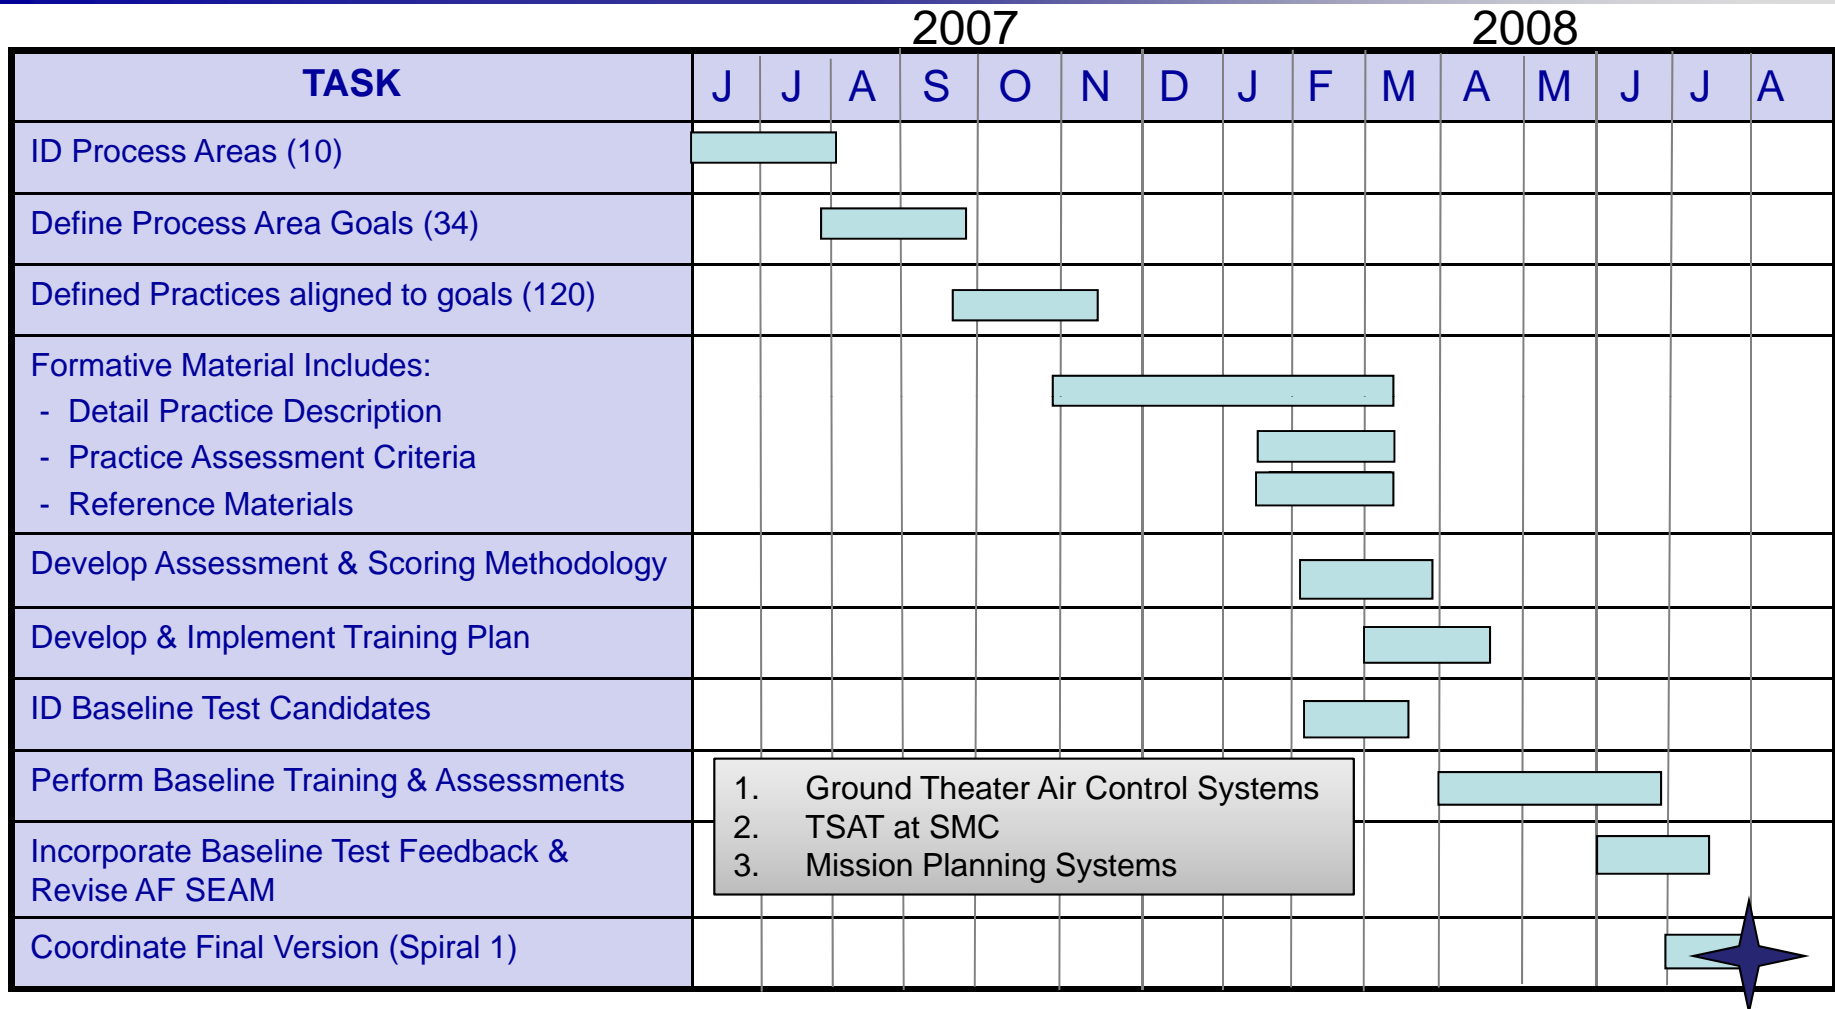 2007 2008
TASK J J A S O N D J F M A M J J A
ID Process Areas (10)
Define Process Area Goals (34)
Defined Practices aligned to goals (120)
Formative Material Includes:
- Detail Practice Description
- Practice Assessment Criteria
- Reference Materials
Develop Assessment & Scoring Methodology
Develop & Implement Training Plan
ID Baseline Test Candidates
Perform Baseline Training & Assessments
1. Ground Theater Air Control Systems
2. TSAT at SMC
3. Mission Planning Systems
Incorporate Baseline Test Feedback &
Revise AF SEAM
Coordinate Final Version (Spiral 1)